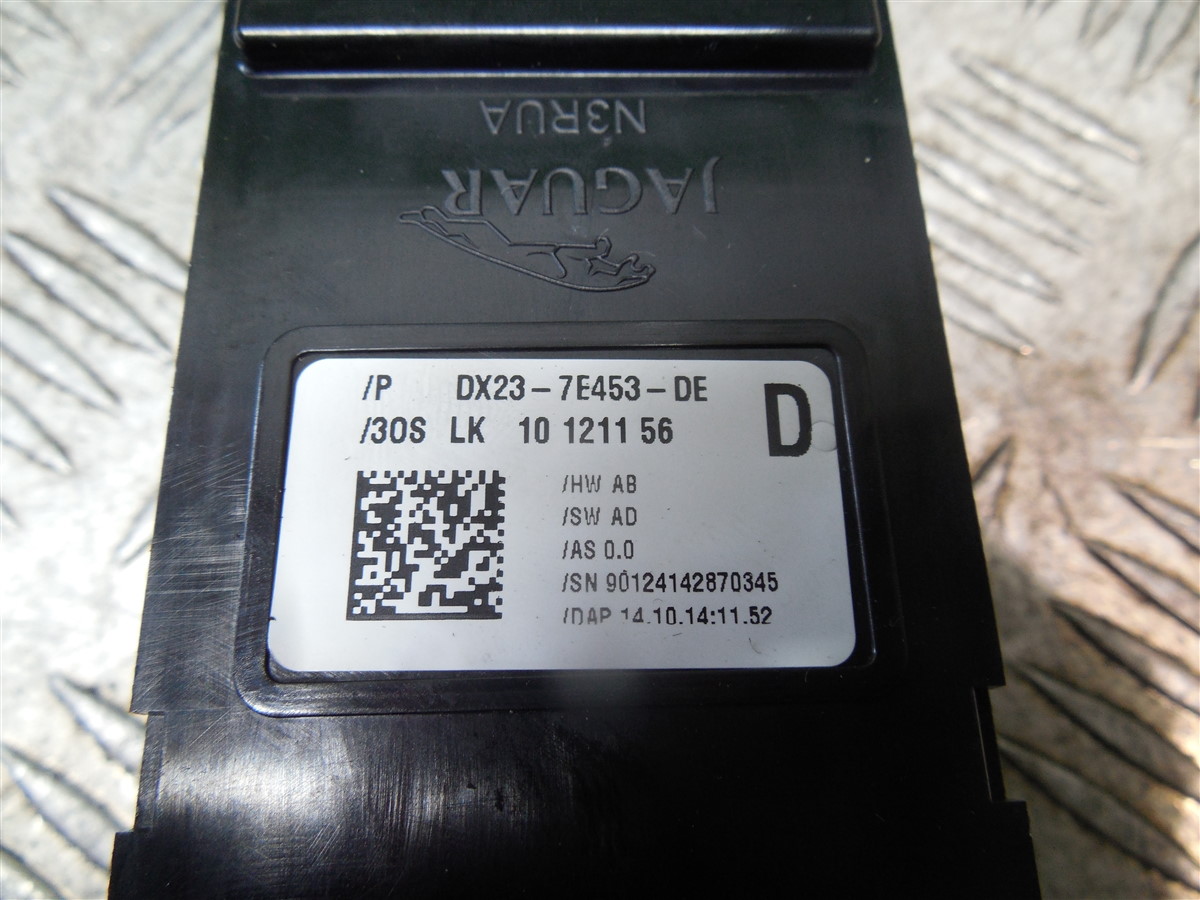 N3RUA
JAGUAR
/P DX23-7E453-DE
D
/3OS LK 10 1211 56
/HW AB
/SW AD
/AS 0.0
/SN 90124142870345
/DAP 14.10.14:11.52